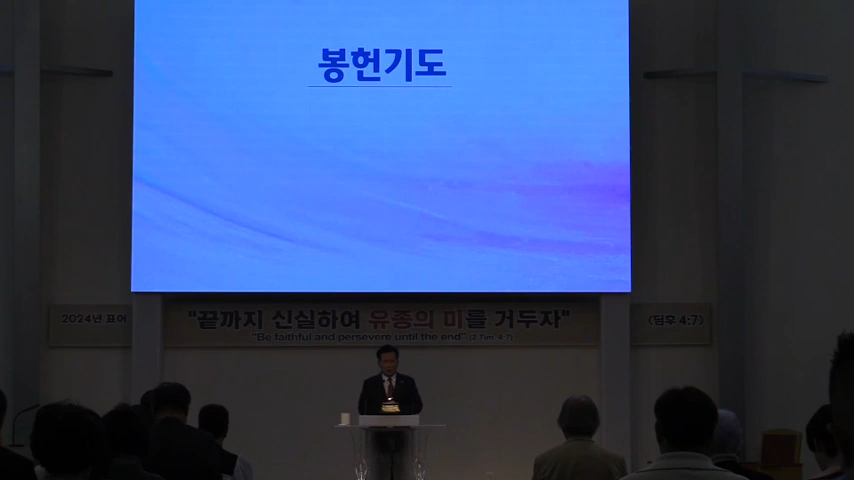 봉헌기도
2024년 표어
"끝까지 신실하여 유종의 미를 거두자"
"Be faithful and persevere until the end" (2 Tim. 4:7)
《딤후 4:7》